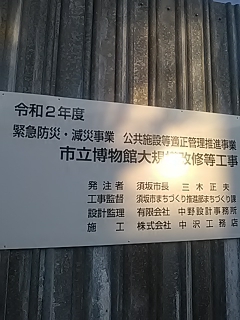 令和２年度
緊急防災・減災事業　公共施設等適正管理推進事業
市立博物館大規模改修等工事
発注者　須坂市長　三木正夫
工事監督　須坂市まちづくり推進部まちづくり課
設計監理　有限会社　中野設計事務所
施工　株式会社　中沢工務店